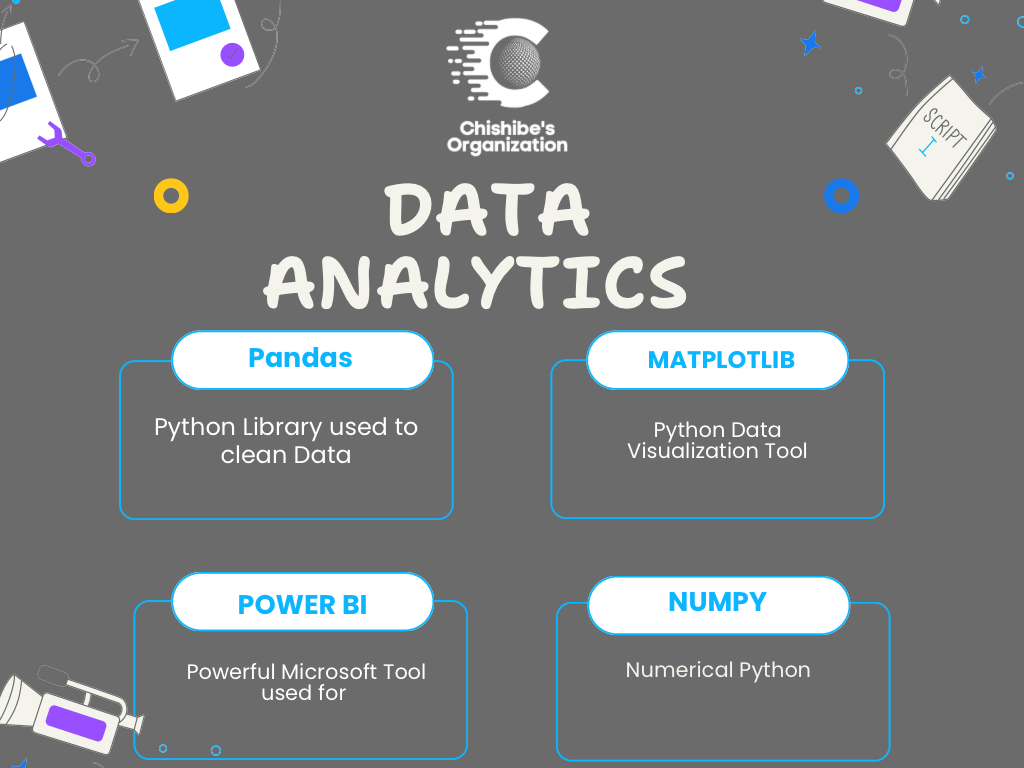 Chishibe's
Organization
SCRIPT
I
DATA
ANALYTICS
Pandas
Python Library used to
clean Data
MATPLOTLIB
Python Data
Visualization Tool
POWER BI
Powerful Microsoft Tool
used for
NUMPY
Numerical Python